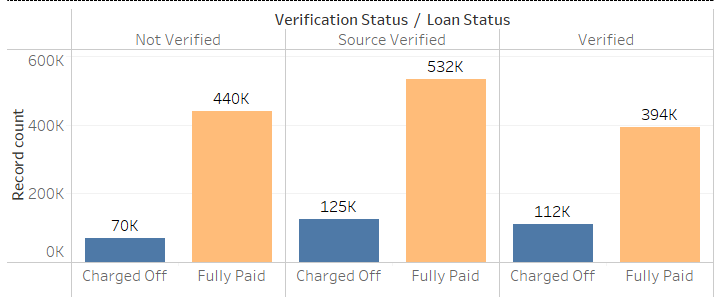 Verification Status / Loan Status
Not Verified
Source Verified
Verified
Record count
600K
400K
200K
0K
70K
440K
125K
532K
112K
394K
Charged Off
Fully Paid
Charged Off
Fully Paid
Charged Off
Fully Paid